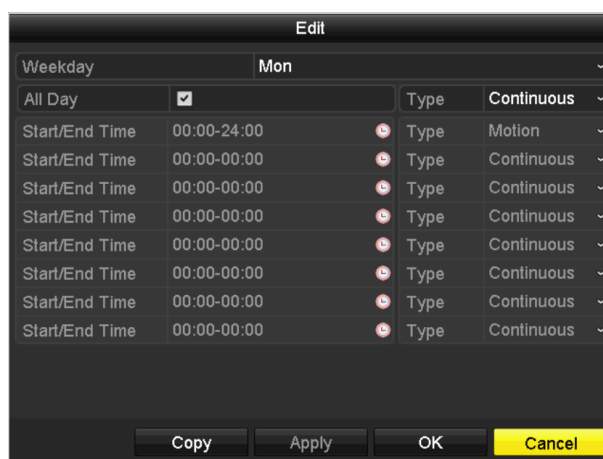 Edit
Weekday Mon
All Day Type Continuous
Start/End Time 00:00-24:00 Type Motion
Start/End Time 00:00-00:00 Type Continuous
Start/End Time 00:00-00:00 Type Continuous
Start/End Time 00:00-00:00 Type Continuous
Start/End Time 00:00-00:00 Type Continuous
Start/End Time 00:00-00:00 Type Continuous
Start/End Time 00:00-00:00 Type Continuous
Start/End Time 00:00-00:00 Type Continuous
Copy Apply OK Cancel